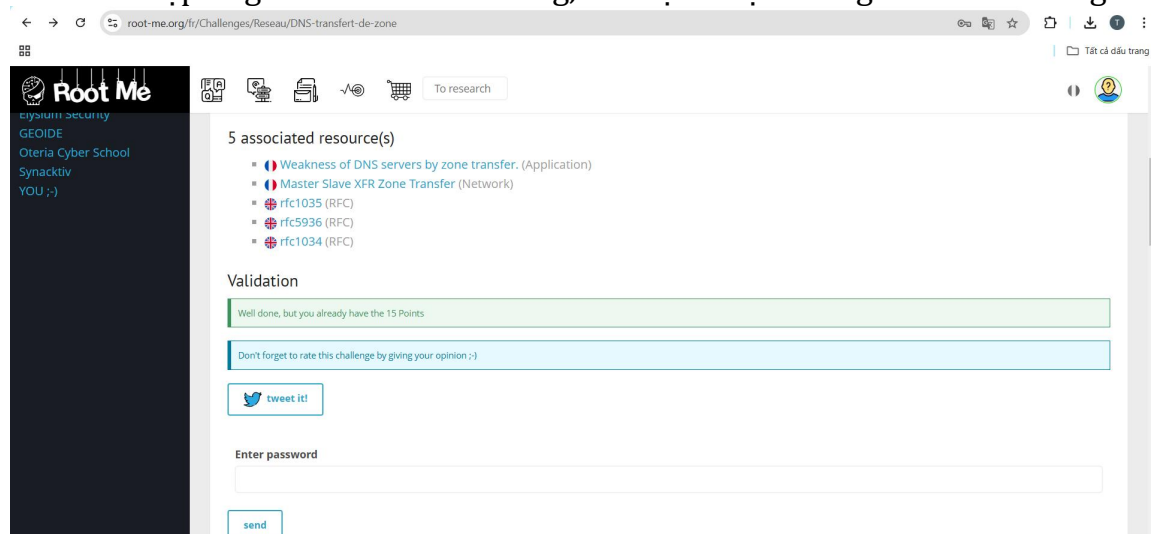 root-me.org/fr/Challenges/Reseau/DNS-transfert-de-zone
T
Tất cả dấu trang
Root Me
To research
Elysium Security
GEOIDE
Oteria Cyber School
Synacktiv
YOU ;-)
5 associated resource(s)
Weakness of DNS servers by zone transfer. (Application)
Master Slave XFR Zone Transfer (Network)
rfc1035 (RFC)
rfc5936 (RFC)
rfc1034 (RFC)
Validation
Well done, but you already have the 15 Points
Don't forget to rate this challenge by giving your opinion ;-)
tweet it!
Enter password
send